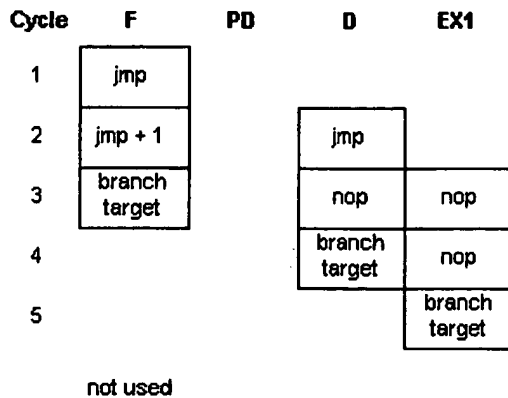 Cycle F PD D EX1
1 jmp
2 jmp + 1 jmp
3 branch target nop nop
4 branch target nop
5 branch target
not used